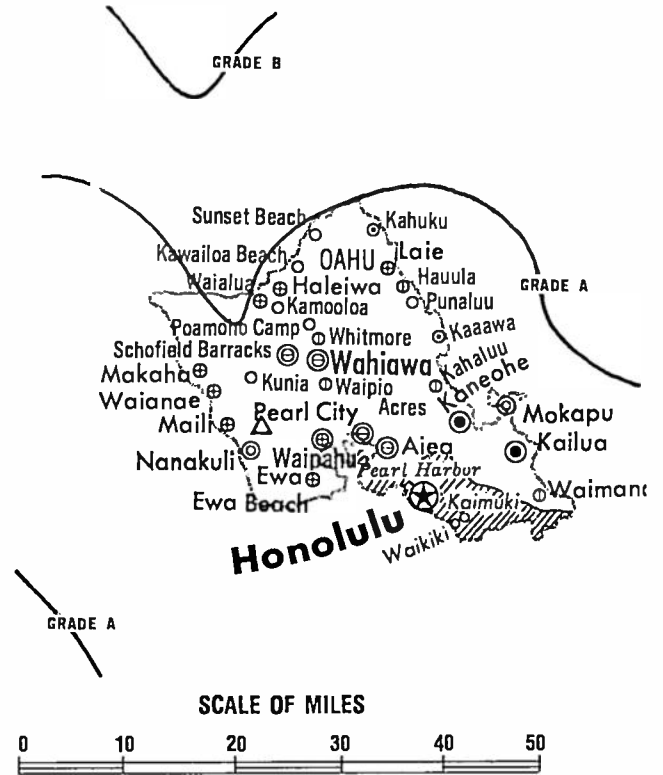 GRADE B
Sunset Beach
Kahuku
Kawailoa Beach
OAHU
Laie
Waialua
Haleiwa
Hauula
GRADE A
Kamooloa
Punaluu
Poamoho Camp
Whitmore
Kaaawa
Schofield Barracks
Wahiawa
Makaha
Kunia
Waipio
Acres
Kahaluu
Kaneohe
Waianae
Pearl City
Mokapu
Maili
Aiea
Kailua
Nanakuli
Waipahu
Pearl Harbur
Ewa
Waimana
Ewa Beach
Kaimuki
Honolulu
Waikiki
GRADE A
SCALE OF MILES
0 10 20 30 40 50